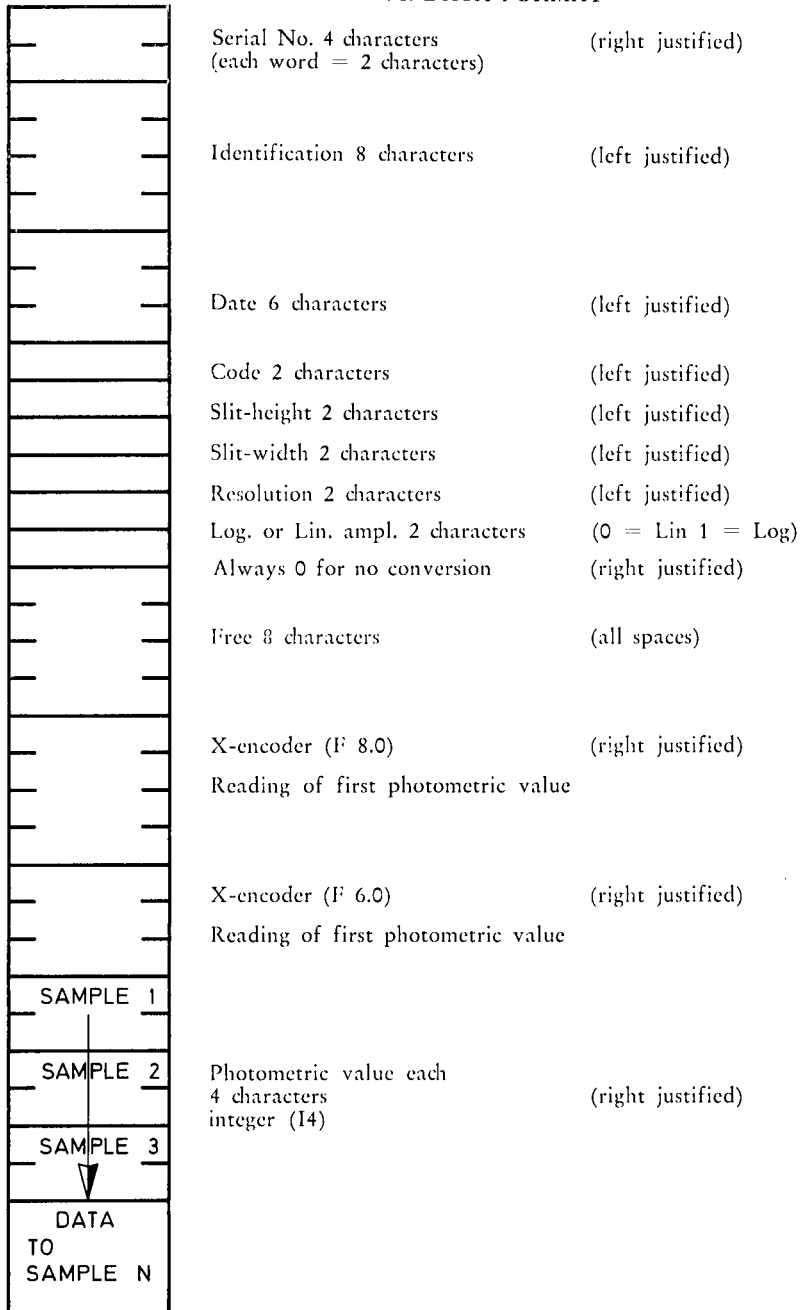 Serial No. 4 characters (right justified)
(each word = 2 characters)
Identification 8 characters (left justified)
Date 6 characters (left justified)
Code 2 characters (left justified)
Slit-height 2 characters (left justified)
Slit-width 2 characters (left justified)
Resolution 2 characters (left justified)
Log. or Lin. ampl. 2 characters (0 = Lin 1 = Log)
Always 0 for no conversion (right justified)
Free 8 characters (all spaces)
X-encoder (F 8.0) (right justified)
Reading of first photometric value
X-encoder (F 6.0) (right justified)
Reading of first photometric value
SAMPLE 1
SAMPLE 2 Photometric value each
4 characters (right justified)
integer (I4)
SAMPLE 3
DATA
TO
SAMPLE N